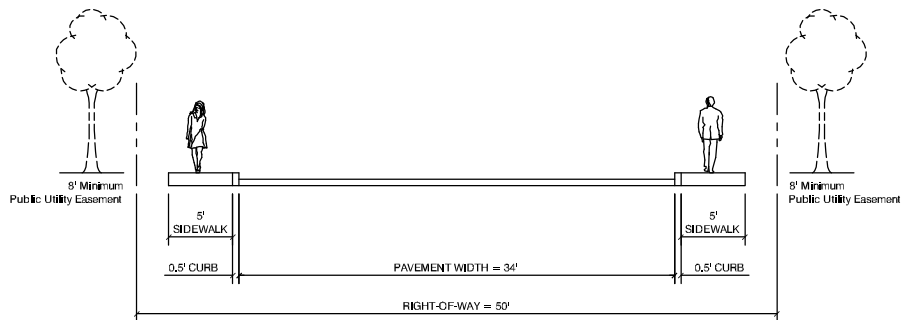 8' Minimum
Public Utility Easement
8' Minimum
Public Utility Easement
5'
SIDEWALK
5'
SIDEWALK
0.5' CURB
PAVEMENT WIDTH = 34'
0.5' CURB
RIGHT-OF-WAY = 50'